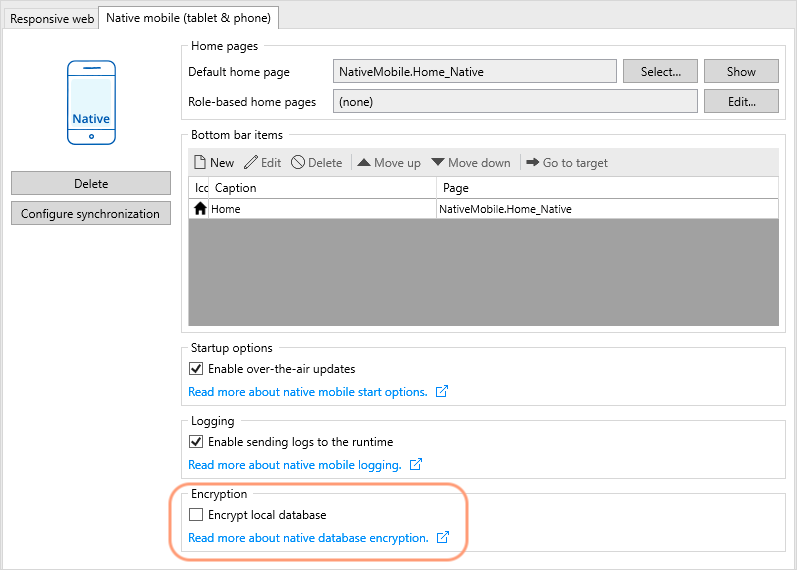 Responsive web Native mobile (tablet & phone)
Native
Delete
Configure synchronization
Home pages
Default home page NativeMobile.Home_Native Select... Show
Role-based home pages (none) Edit...
Bottom bar items
New Edit Delete Move up Move down Go to target
Icc Caption Page
Home NativeMobile.Home_Native
Startup options
Enable over-the-air updates
Read more about native mobile start options.
Logging
Enable sending logs to the runtime
Read more about native mobile logging.
Encryption
Encrypt local database
Read more about native database encryption.